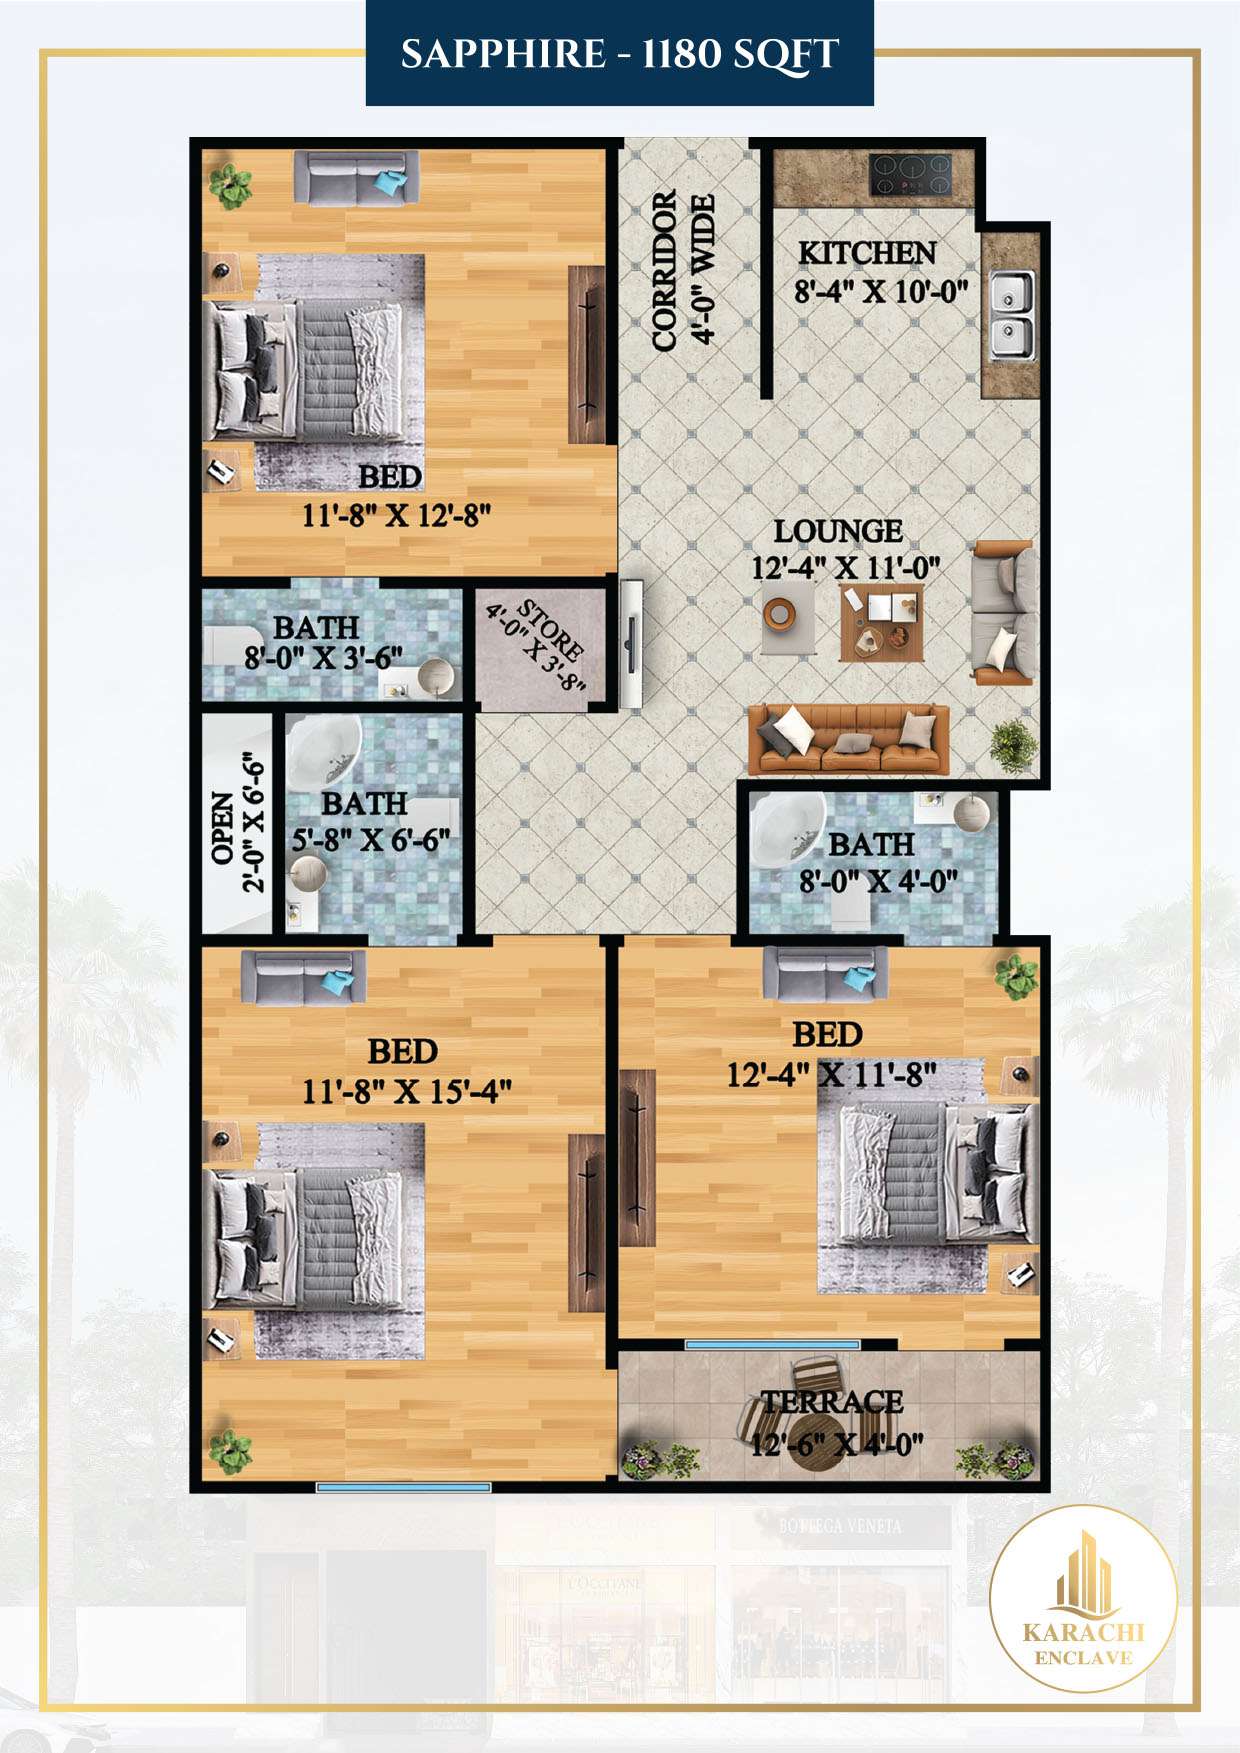 SAPPHIRE - 1180 SQFT
CORRIDOR
4'-0" WIDE
KITCHEN
8'-4" X 10'-0"
BED
11'-8" X 12'-8"
LOUNGE
12'-4" X 11'-0"
BATH
8'-0" X 3'-6"
STORE
4'-0" X 3'-8"
OPEN
2'-0" X 6'-6"
BATH
5'-8" X 6'-6"
BATH
8'-0" X 4'-0"
BED
11'-8" X 15'-4"
BED
12'-4" X 11'-8"
TERRACE
12'-6" X 4'-0"
BOTTEGA VENETA
L'OCCITANE
KARACHI
ENCLAVE